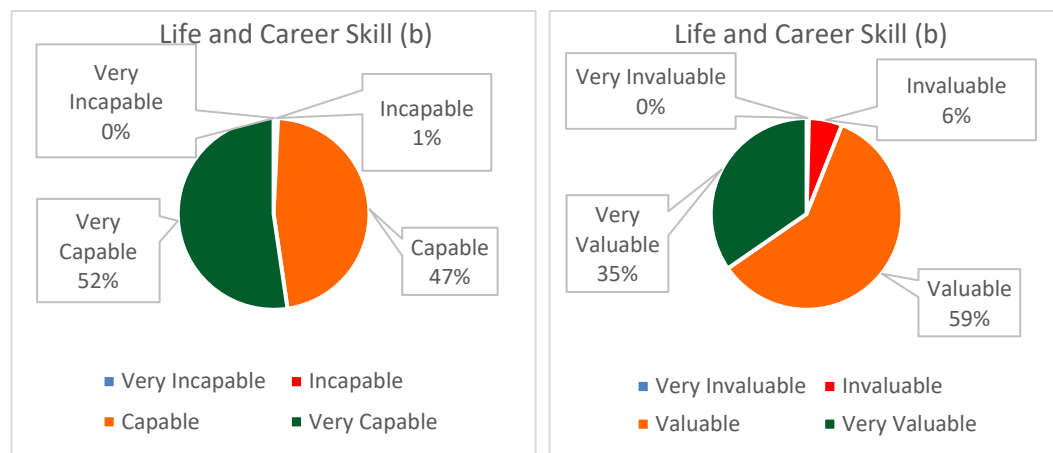 Life and Career Skill (b)
Very
Incapable
0%
Incapable
1%
Very
Capable
52%
Capable
47%
Very Incapable
Incapable
Capable
Very Capable
Life and Career Skill (b)
Very Invaluable
0%
Invaluable
6%
Very
Valuable
35%
Valuable
59%
Very Invaluable
Invaluable
Valuable
Very Valuable